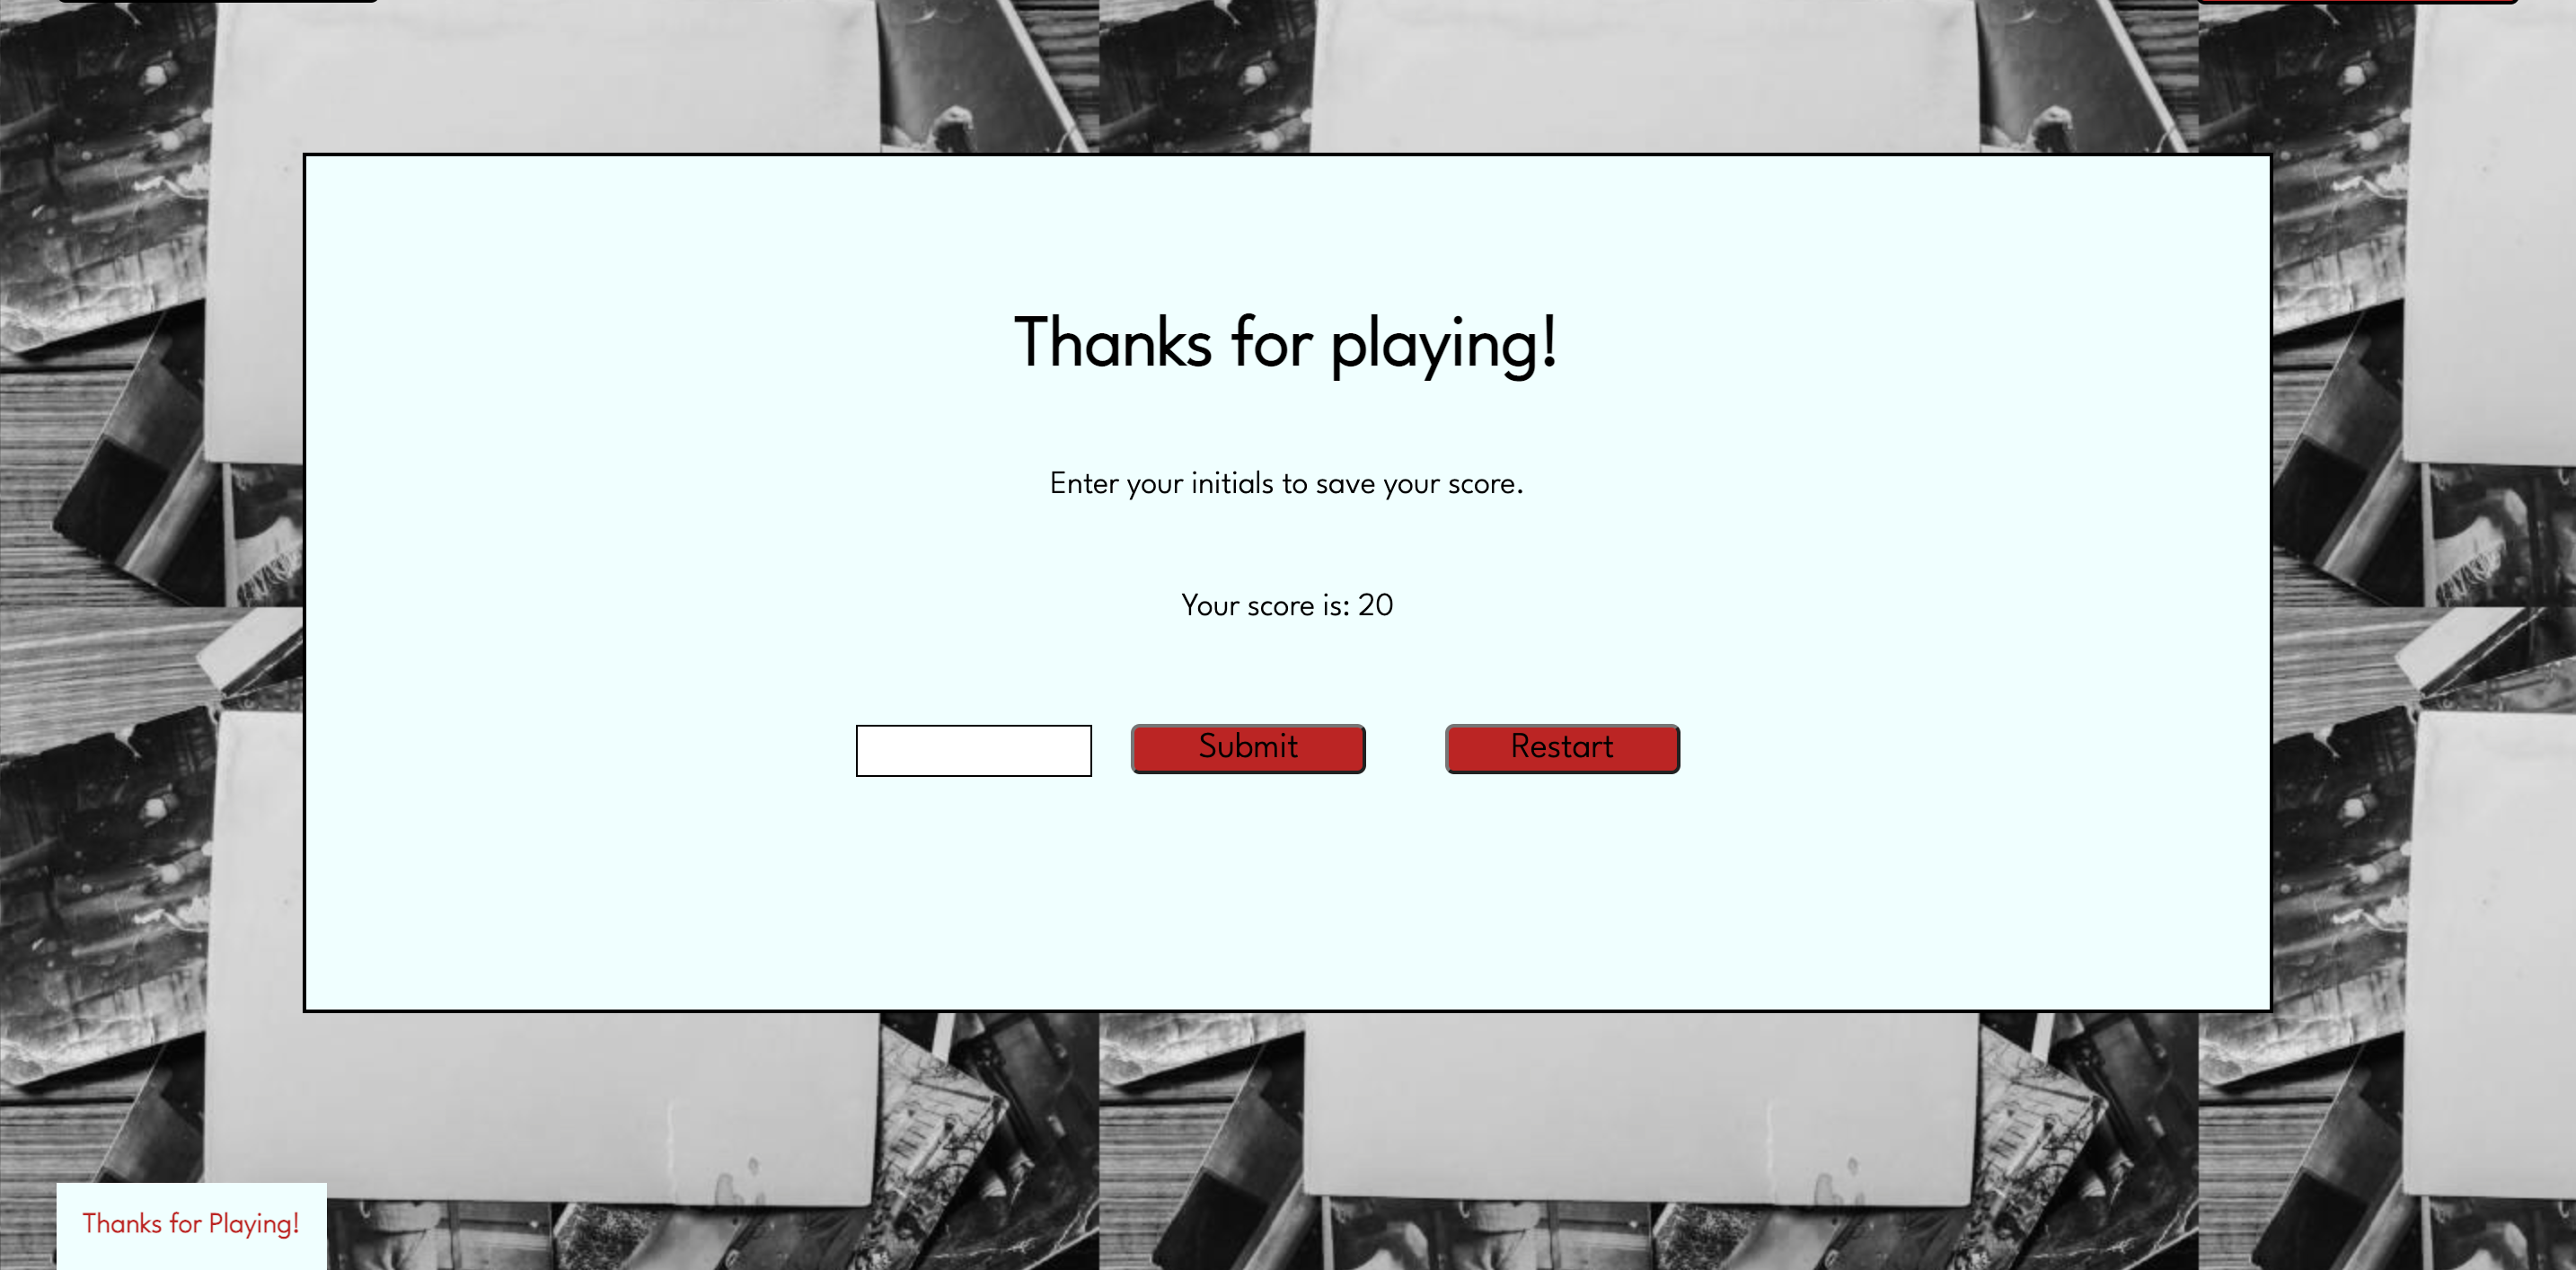 Thanks for playing!
Enter your initials to save your score.
Your score is: 20
Submit
Restart
Thanks for Playing!